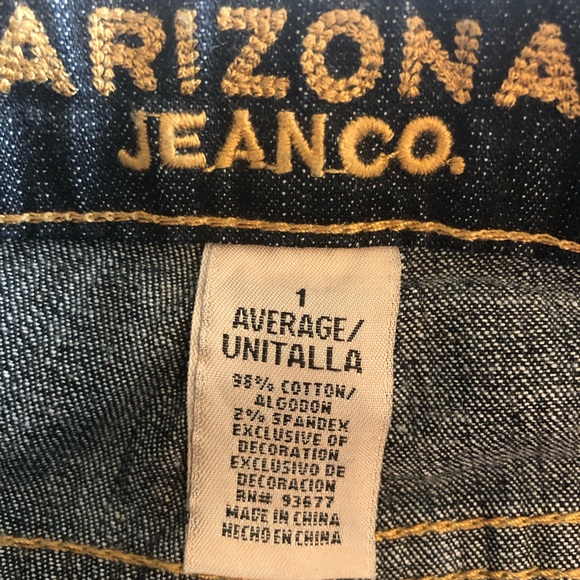 ARIZONA
JEAN CO.
1
AVERAGE/
UNITALLA
98% COTTON/
ALGODON
2% SPANDEX
EXCLUSIVE OF
DECORATION
EXCLUSIVO DE
DECORACION
RN# 93677
MADE IN CHINA
HECHO EN CHINA